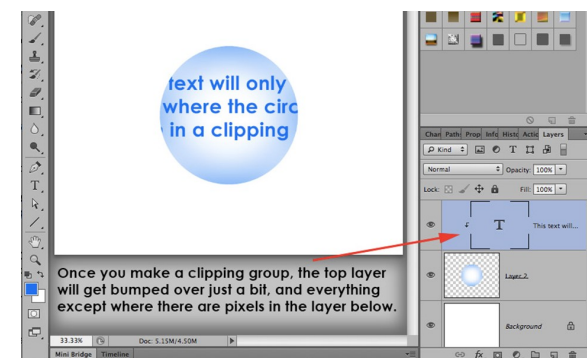 text will only
where the circ
in a clipping
Once you make a clipping group, the top layer
will get bumped over just a bit, and everything
except where there are pixels in the layer below.
33.33%
Doc: 5.15M/4.50M
Mini Bridge
Timeline
Char Path: Prop Info Histo Actio Layers
Kind
Normal
Opacity: 100%
Lock:
Fill: 100%
T
This text will...
Layer 2
Background
fx